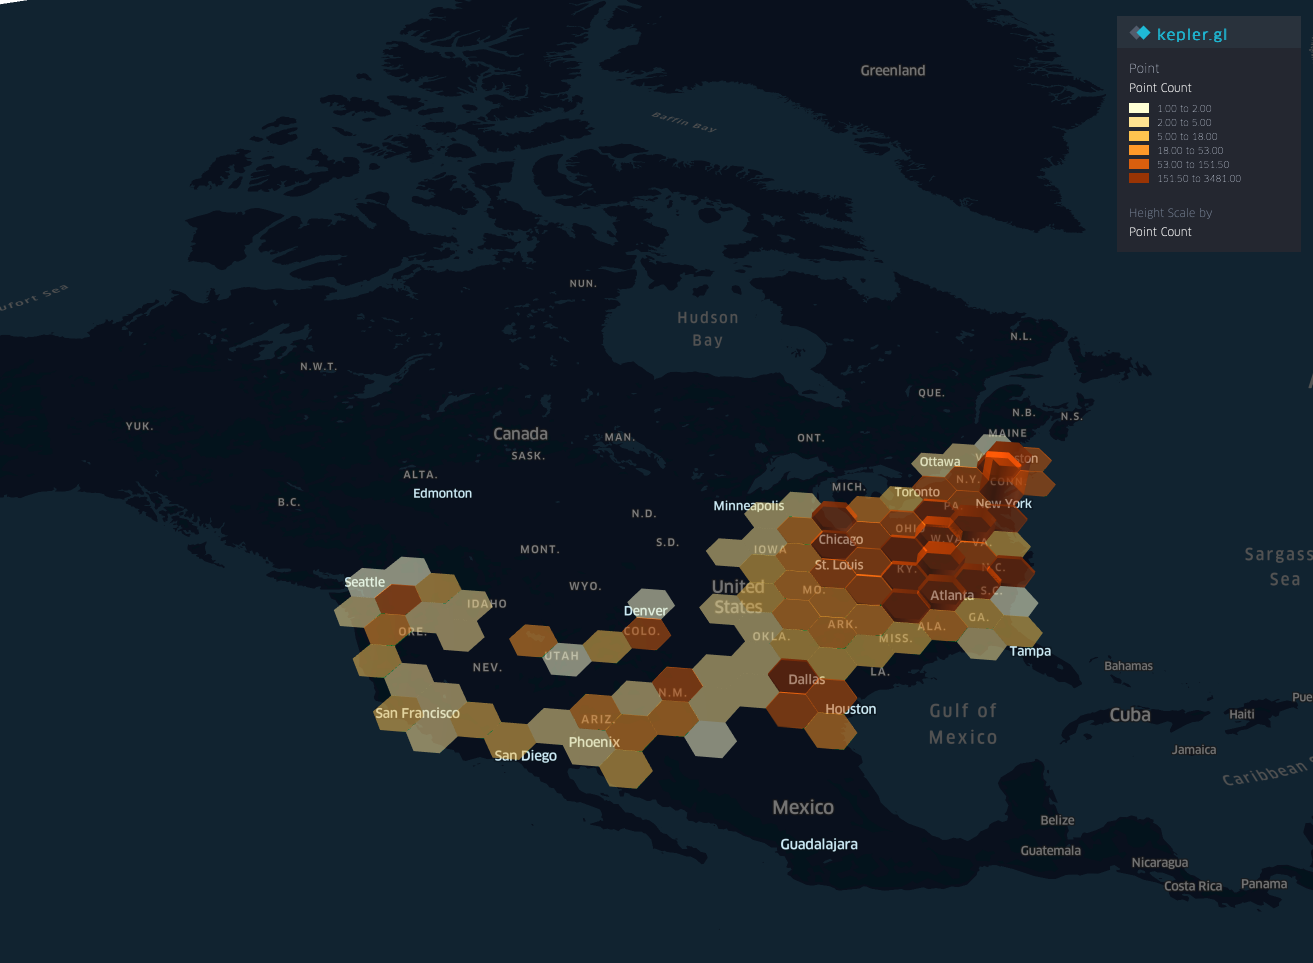 kepler.gl
Point
Point Count
1.00 to 2.00
2.00 to 5.00
5.00 to 18.00
18.00 to 53.00
53.00 to 151.50
151.50 to 3481.00
Height Scale by
Point Count
Greenland
Baffin Bay
ufort Sea
NUN.
Hudson
Bay
N.L.
N.W.T.
QUE.
N.B.
N.S.
YUK.
Canada
MAN.
ONT.
MAINE
SASK.
ALTA.
Edmonton
B.C.
Ottawa
ston
MICH.
N.Y.
CONN.
Toronto
Minneapolis
N.D.
PA.
New York
S.D.
OHI
Chicago
W.VA.
VA.
MONT.
IOWA
Sargass
Sea
St. Louis
KY.
N.C.
Seattle
WYO.
United
States
MO.
Atlanta
S.C.
IDAHO
Denver
COLO.
ORE.
ARK.
GA.
ALA.
OKLA.
MISS.
UTAH
NEV.
Tampa
LA.
Bahamas
N.M.
Dallas
Pue
San Francisco
ARIZ.
Houston
Gulf of
Mexico
Cuba
Haiti
Phoenix
San Diego
Jamaica
Caribbean
Mexico
Belize
Guadalajara
Guatemala
Nicaragua
Costa Rica
Panama